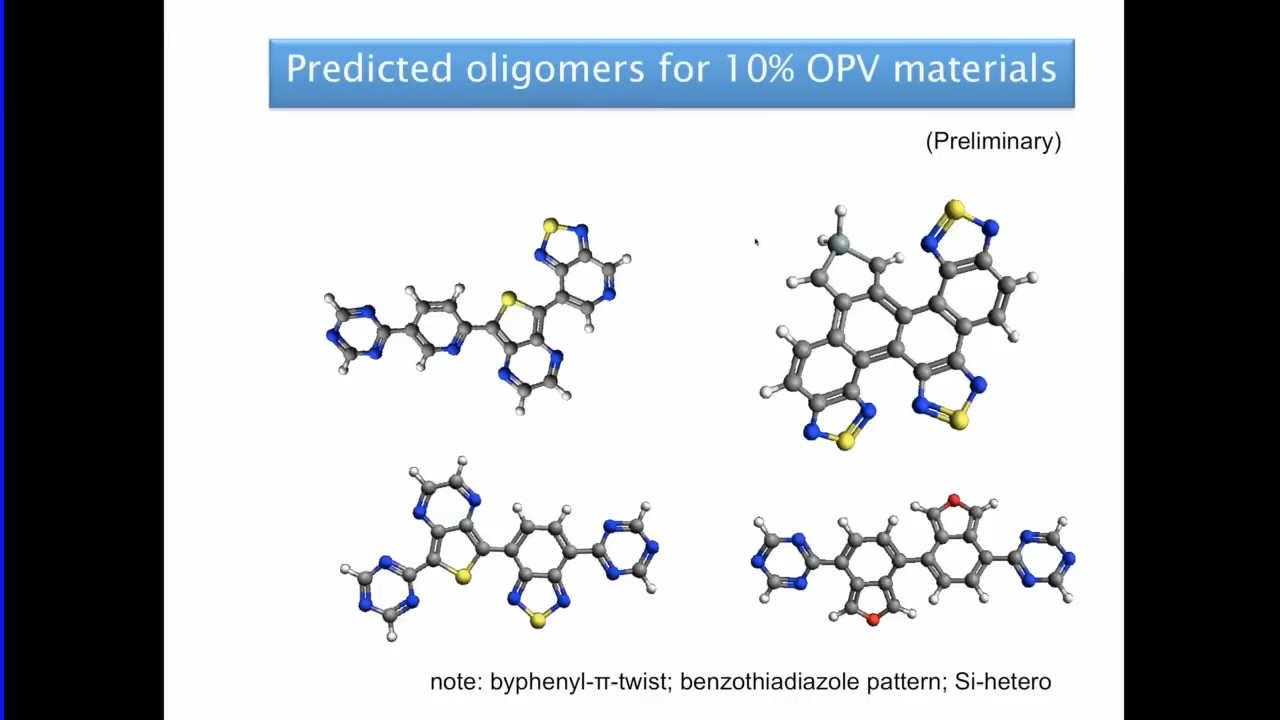 Predicted oligomers for 10% OPV materials
(Preliminary)
note: byphenyl-π-twist; benzothiadiazole pattern; Si-hetero